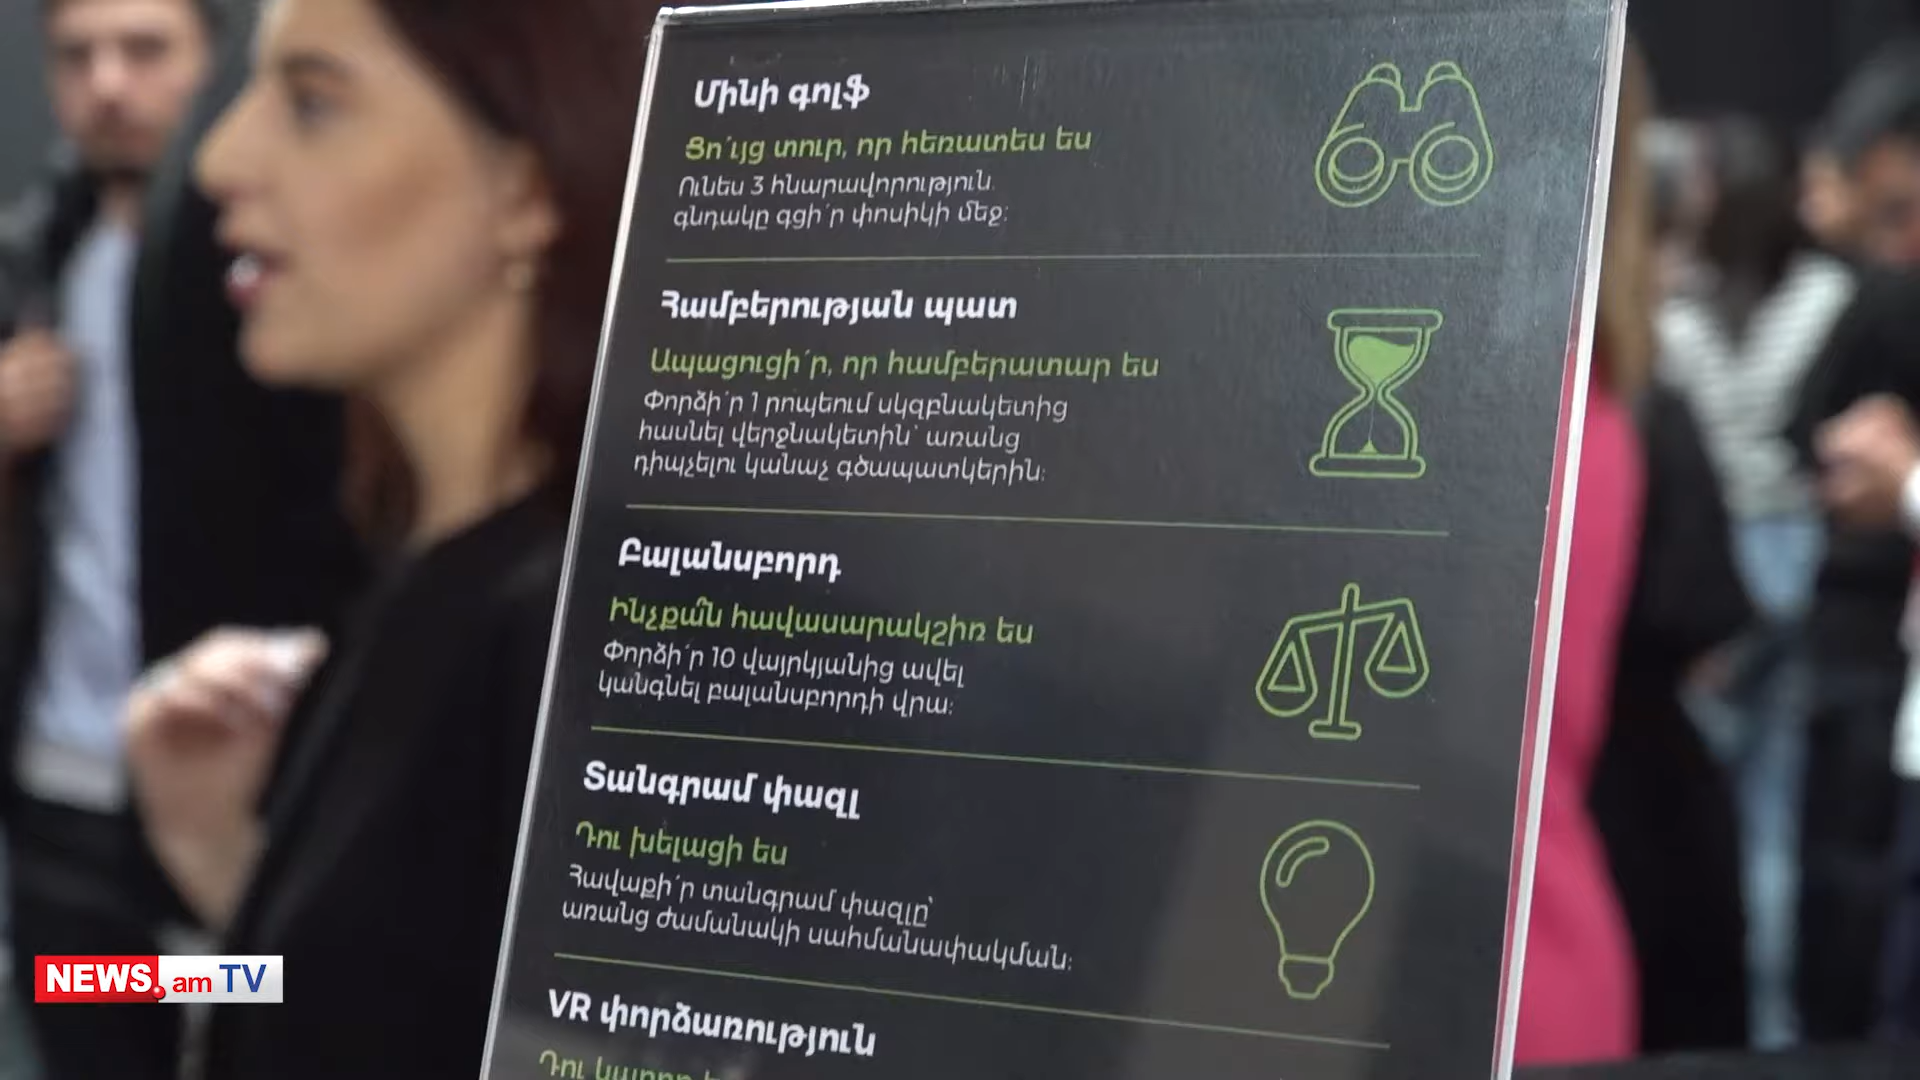 Մինի գոլֆ
Ցո՛ւյց տուր, որ հեռատես ես
Ունես 3 հնարավորություն.
գնդակը գցի՛ր փոսիկի մեջ:
Համբերության պատ
Ապացուցի՛ր, որ համբերատար ես
Փորձի՛ր 1 րոպեում սկզբնակետից
հասնել վերջնակետին՝ առանց
դիպչելու կանաչ գծապատկերին:
Բալանսբորդ
Ինչքա՞ն հավասարակշիռ ես
Փորձի՛ր 10 վայրկյանից ավել
կանգնել բալանսբորդի վրա:
Տանգրամ փազլ
Դու խելացի ես
Հավաքի՛ր տանգրամ փազլը՝
առանց ժամանակի սահմանափակման:
VR փորձառություն
Դու
NEWS.am TV